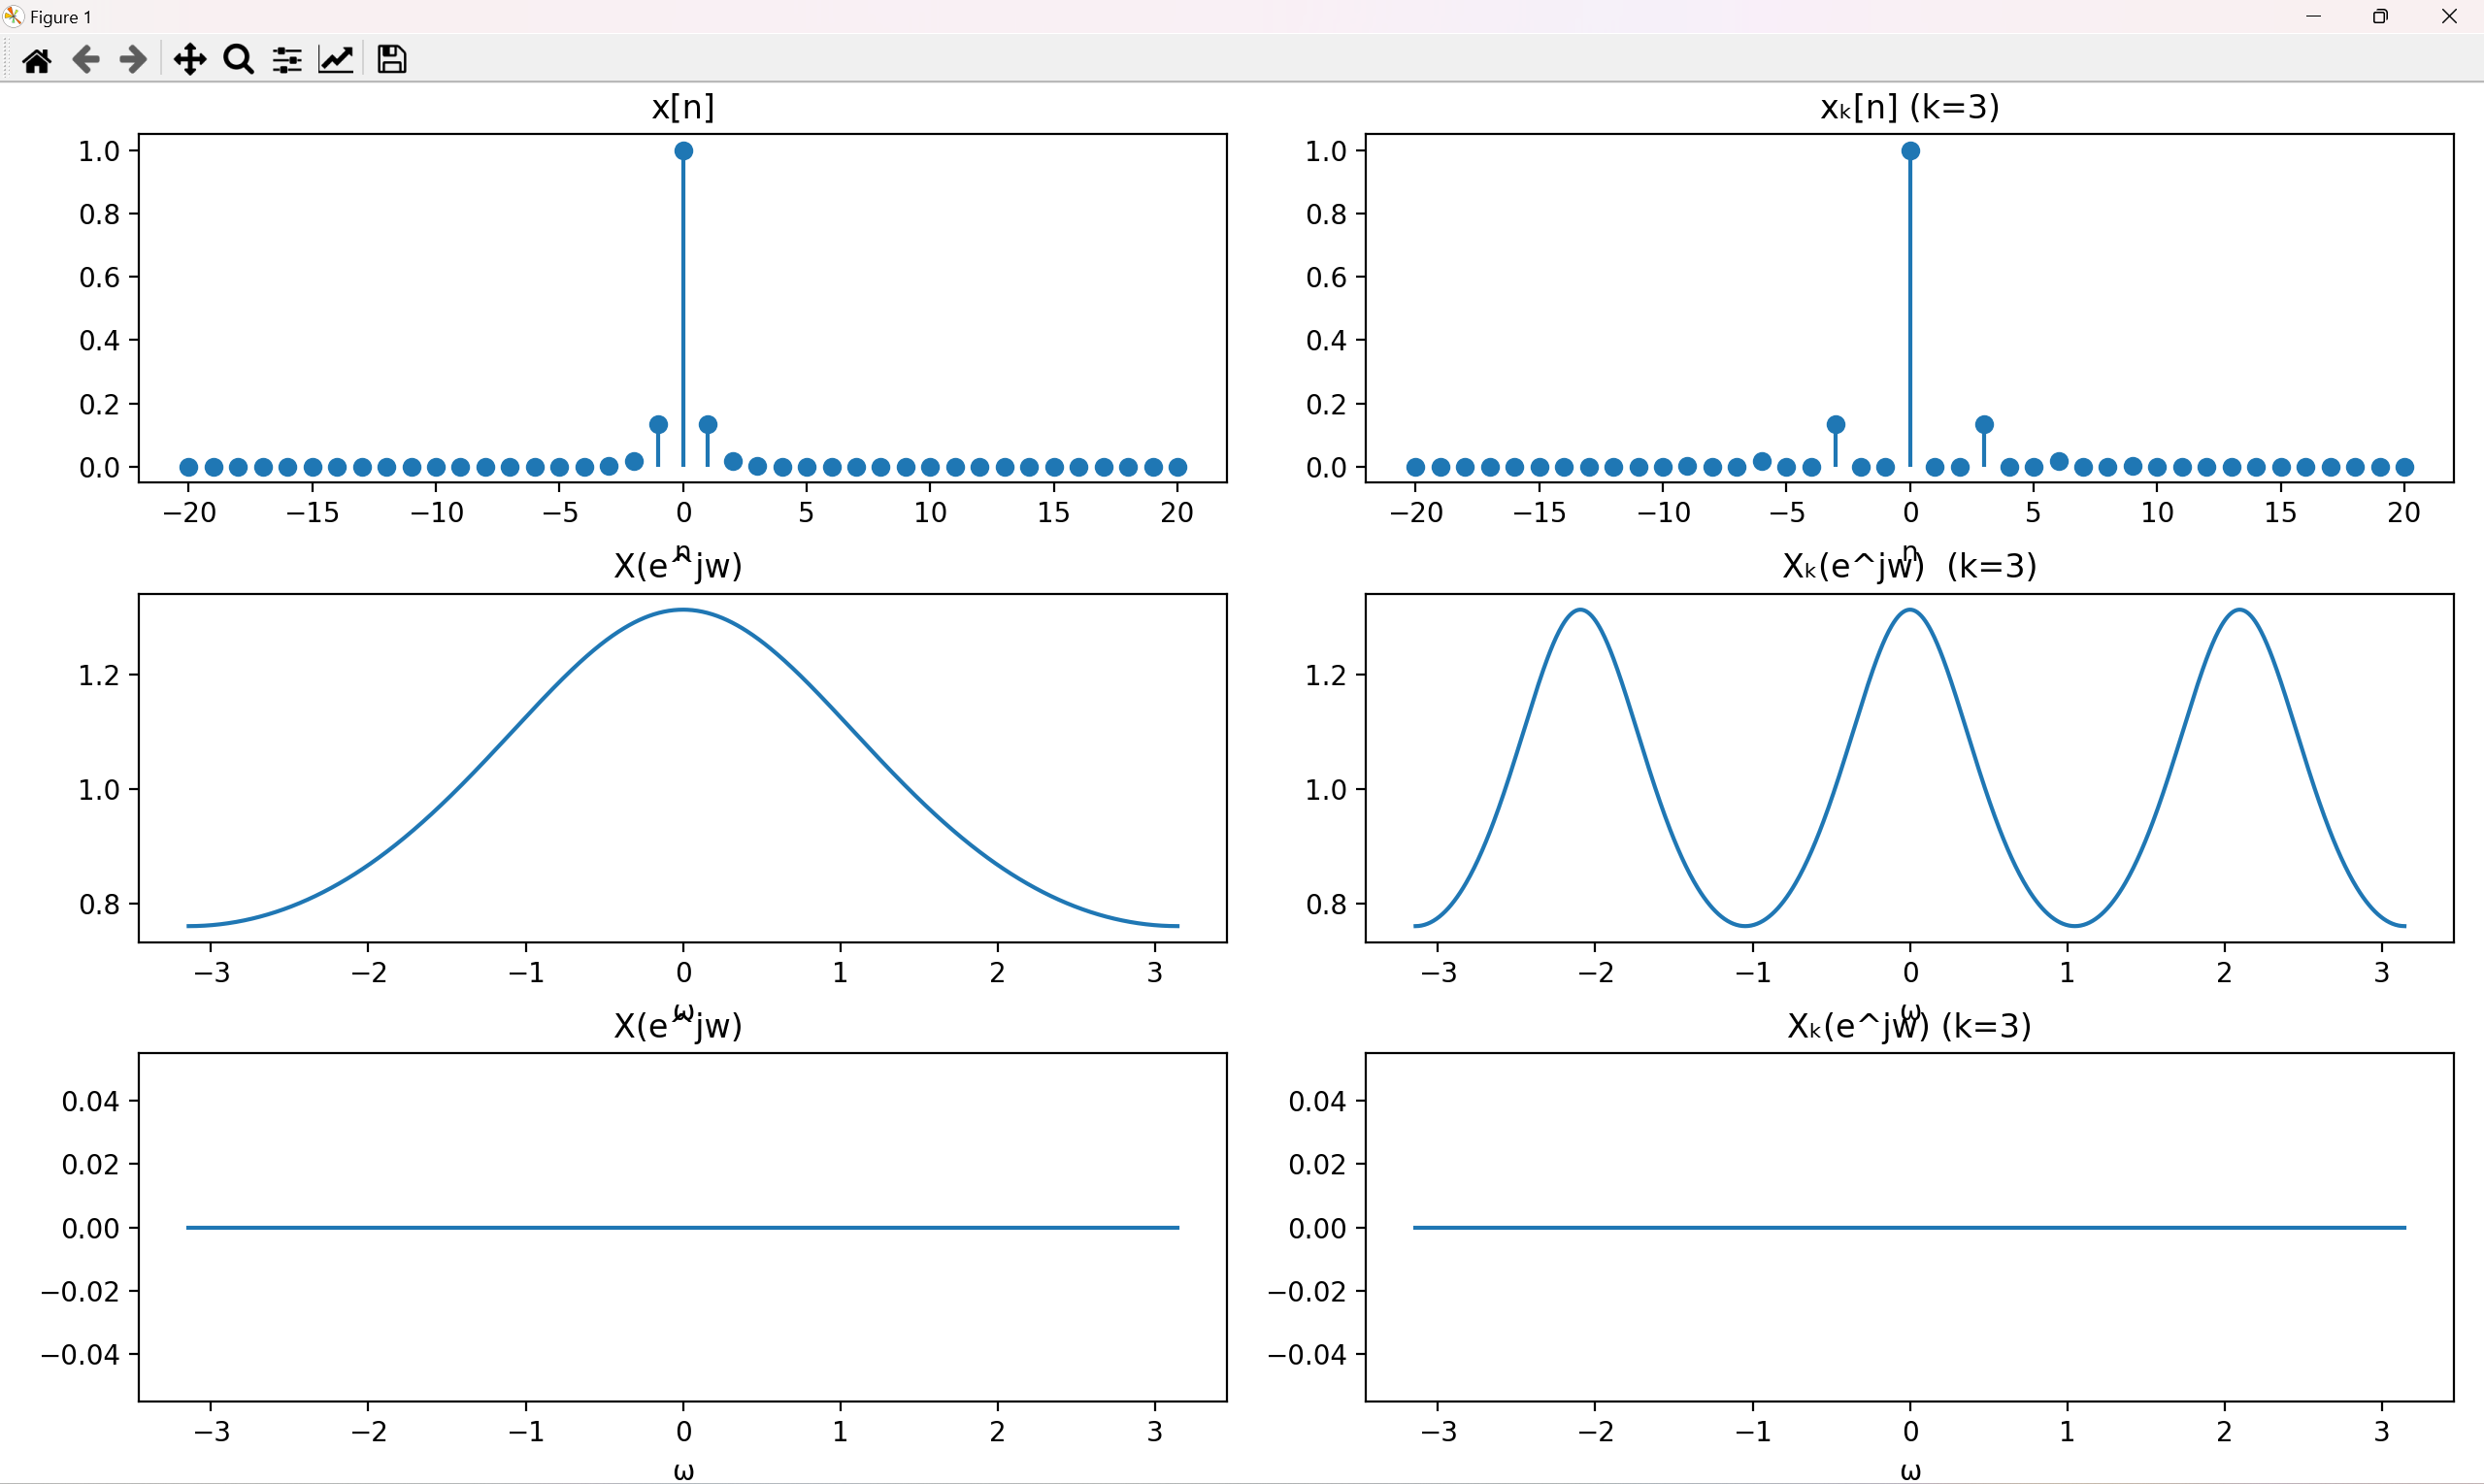 Figure 1
x[n]
1.0
0.8
0.6
0.4
0.2
0.0
−20 −15 −10 −5 0 5 10 15 20
n
xₖ[n] (k=3)
1.0
0.8
0.6
0.4
0.2
0.0
−20 −15 −10 −5 0 5 10 15 20
n
X(e^jw)
1.2
1.0
0.8
−3 −2 −1 0 1 2 3
ω
Xₖ(e^jw)  (k=3)
1.2
1.0
0.8
−3 −2 −1 0 1 2 3
ω
X(e^jw)
0.04
0.02
0.00
−0.02
−0.04
−3 −2 −1 0 1 2 3
ω
Xₖ(e^jw) (k=3)
0.04
0.02
0.00
−0.02
−0.04
−3 −2 −1 0 1 2 3
ω